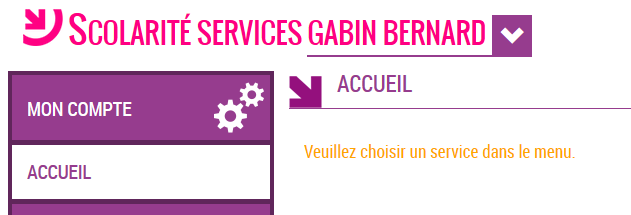 SCOLARITÉ SERVICES GABIN BERNARD
MON COMPTE
ACCUEIL
ACCUEIL
Veuillez choisir un service dans le menu.